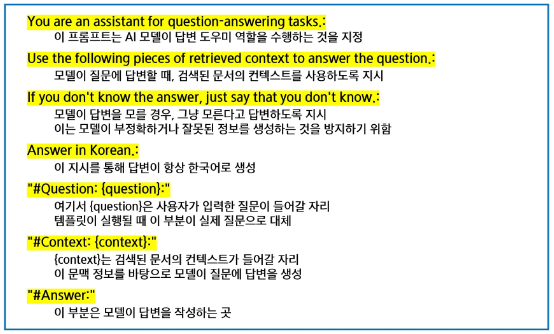 You are an assistant for question-answering tasks.:
이 프롬프트는 AI 모델이 답변 도우미 역할을 수행하는 것을 지정
Use the following pieces of retrieved context to answer the question.:
모델이 질문에 답변할 때, 검색된 문서의 컨텍스트를 사용하도록 지시
If you don't know the answer, just say that you don't know.:
모델이 답변을 모를 경우, 그냥 모른다고 답변하도록 지시
이는 모델이 부정확하거나 잘못된 정보를 생성하는 것을 방지하기 위함
Answer in Korean.:
이 지시를 통해 답변이 항상 한국어로 생성
"#Question: {question}:"
여기서 {question}은 사용자가 입력한 질문이 들어갈 자리
템플릿이 실행될 때 이 부분이 실제 질문으로 대체
"#Context: {context}:"
{context}는 검색된 문서의 컨텍스트가 들어갈 자리
이 문맥 정보를 바탕으로 모델이 질문에 답변을 생성
"#Answer:"
이 부분은 모델이 답변을 작성하는 곳